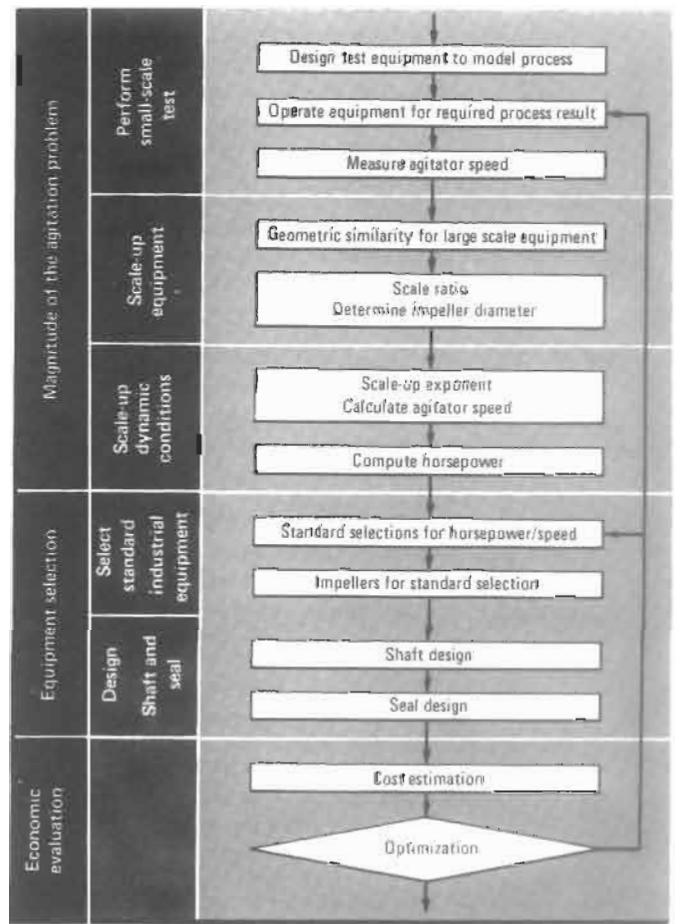 Magnitude of the agitation problem
Perform
small-scale
test
Design test equipment to model process
Operate equipment for required process result
Measure agitator speed
Scale-up
equipment
Geometric similarity for large scale equipment
Scale ratio
Determine impeller diameter
Scale-up
dynamic
conditions
Scale-up exponent
Calculate agitator speed
Compute horsepower
Equipment selection
Select
standard
industrial
equipment
Standard selections for horsepower/speed
Impellers for standard selection
Design
Shaft and
seal
Shaft design
Seal design
Economic
evaluation
Cost estimation
Optimization